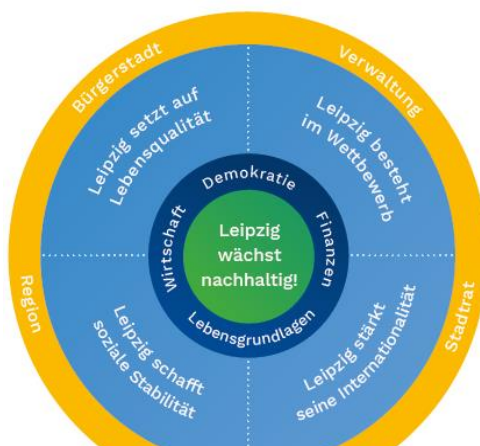 Bürgerstadt
Verwaltung
Leipzig setzt auf
Lebensqualität
Leipzig besteht
im Wettbewerb
Demokratie
Wirtschaft
Finanzen
Leipzig
wächst
nachhaltig!
Lebensgrundlagen
Region
Stadtrat
Leipzig schafft
soziale Stabilität
Leipzig stärkt
seine Internationalität